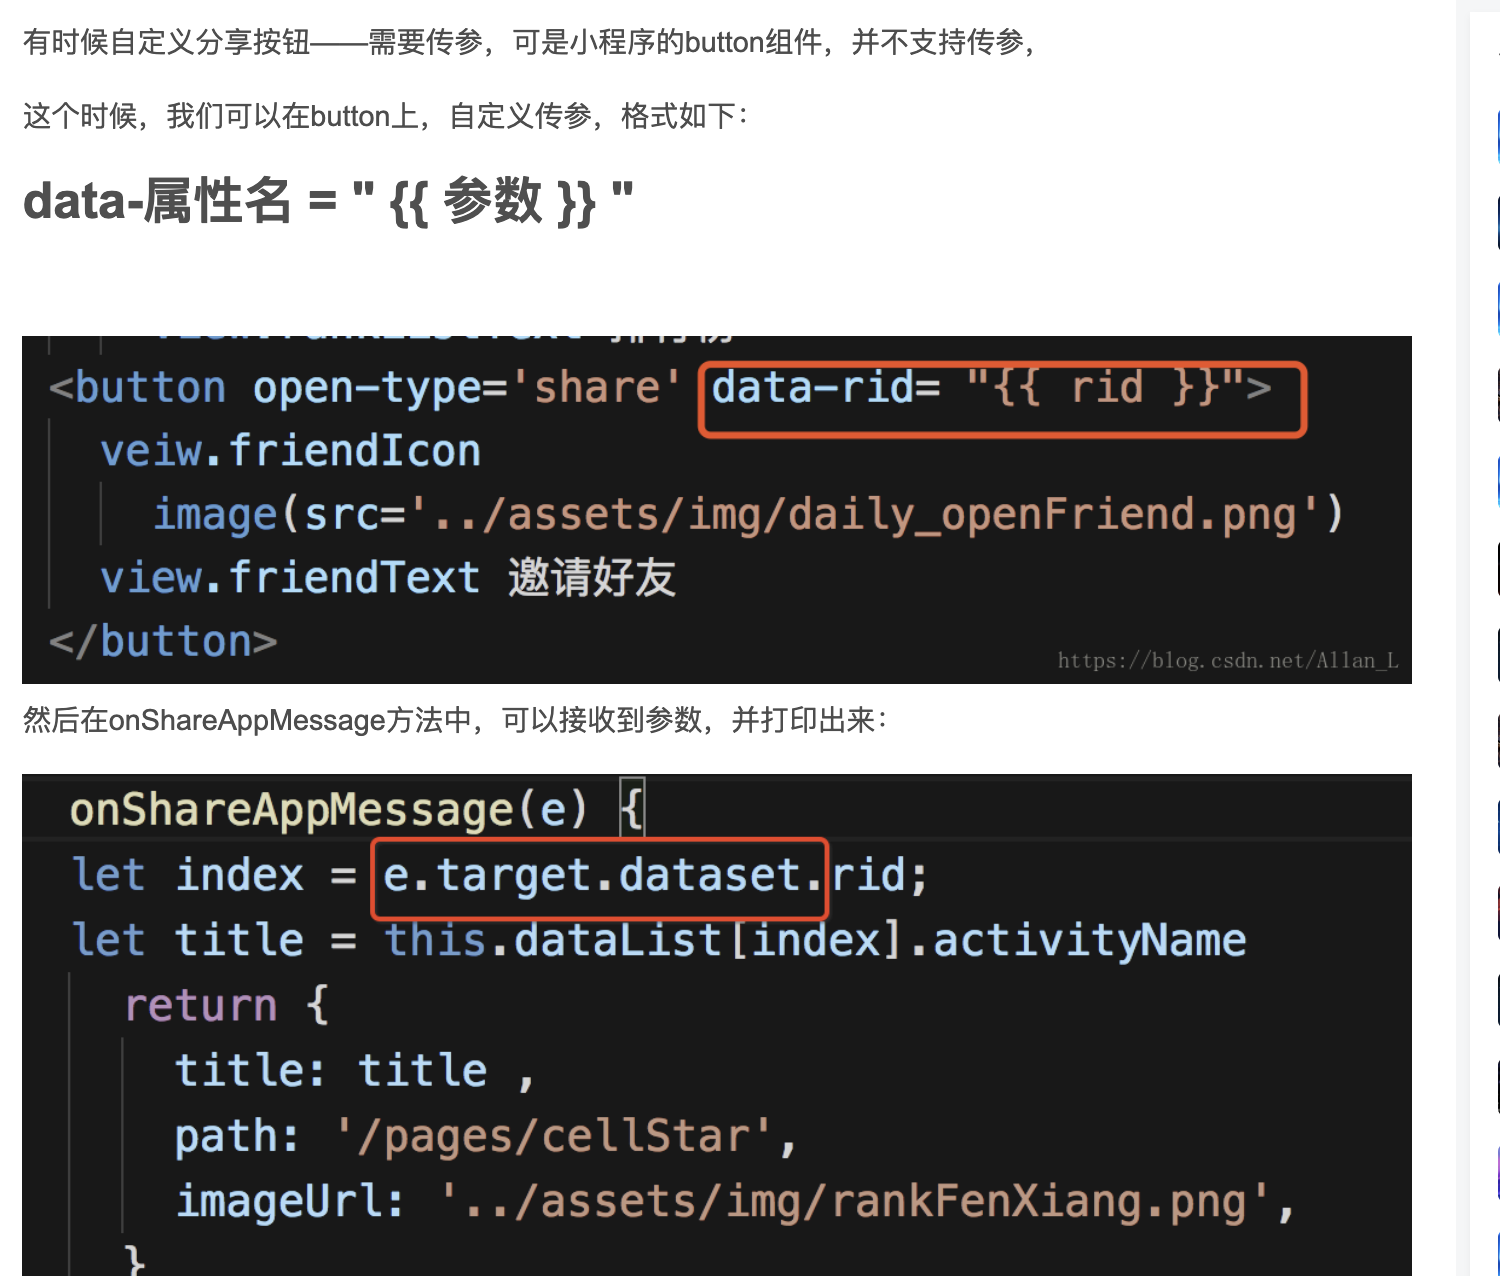 有时候自定义分享按钮——需要传参，可是小程序的button组件，并不支持传参，
这个时候，我们可以在button上，自定义传参，格式如下：
data-属性名 = " {{ 参数 }} "
<button open-type='share' data-rid= "{{ rid }}">
veiw.friendIcon
image(src='../assets/img/daily_openFriend.png')
view.friendText 邀请好友
</button>
https://blog.csdn.net/Allan_L
然后在onShareAppMessage方法中，可以接收到参数，并打印出来：
onShareAppMessage(e) {
let index = e.target.dataset.rid;
let title = this.dataList[index].activityName
return {
title: title ,
path: '/pages/cellStar',
imageUrl: '../assets/img/rankFenXiang.png',
}